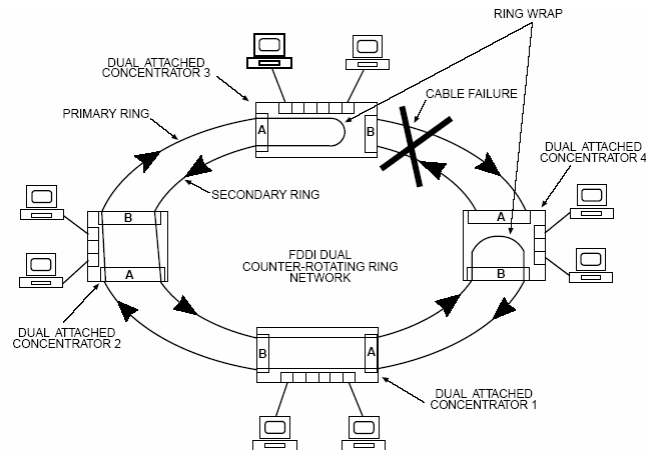 RING WRAP
DUAL ATTACHED
CONCENTRATOR 3
CABLE FAILURE
PRIMARY RING
A
B
DUAL ATTACHED
CONCENTRATOR 4
SECONDARY RING
B
A
FDDI DUAL
COUNTER-ROTATING RING
NETWORK
A
B
DUAL ATTACHED
CONCENTRATOR 2
B
A
DUAL ATTACHED
CONCENTRATOR 1